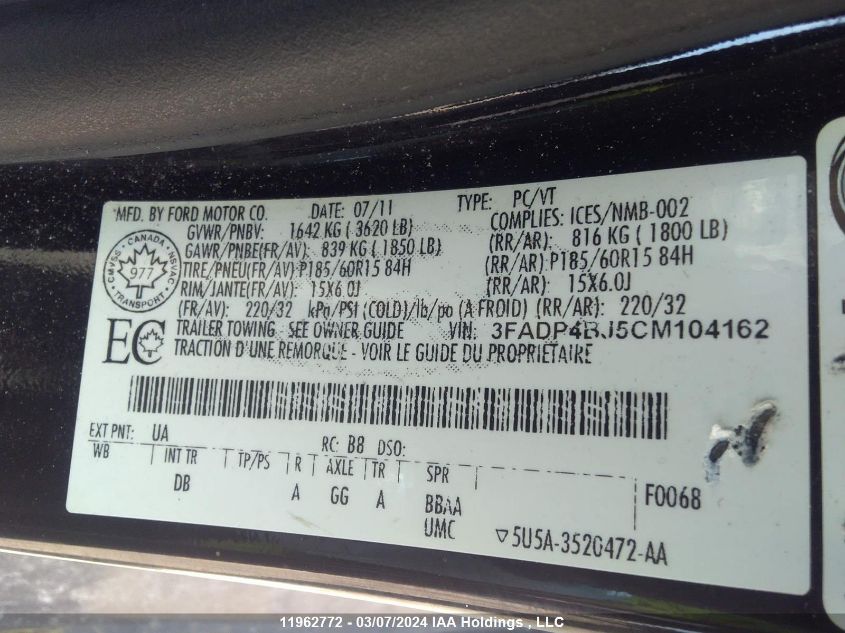 MFD. BY FORD MOTOR CO. DATE: 07/11 TYPE: PC/VT
GVWR/PNBV: 1642 KG ( 3620 LB) COMPLIES: ICES/NMB-002
GAWR/PNBE(FR/AV): 839 KG ( 1850 LB) (RR/AR): 816 KG ( 1800 LB)
TIRE/PNEU(FR/AV) P185/60R15 84H (RR/AR) P185/60R15 84H
RIM/JANTE(FR/AV): 15X6.0J (RR/AR): 15X6.0J
(FR/AV): 220/32 kPa/PSI (COLD)/lb/po (A FROID) (RR/AR): 220/32
TRAILER TOWING - SEE OWNER GUIDE VIN: 3FADP4BJ5CM104162
TRACTION D'UNE REMORQUE - VOIR LE GUIDE DU PROPRIÉTAIRE
CMVSS CANADA NSVAC
977
TRANSPORT
EC
EXT PNT: UA RC: B8 DSO:
WB INT TR TP/PS R AXLE TR SPR
DB A GG A BBAA F0068
UMC ▽5U5A-3520472-AA
11962772 - 03/07/2024 IAA Holdings , LLC